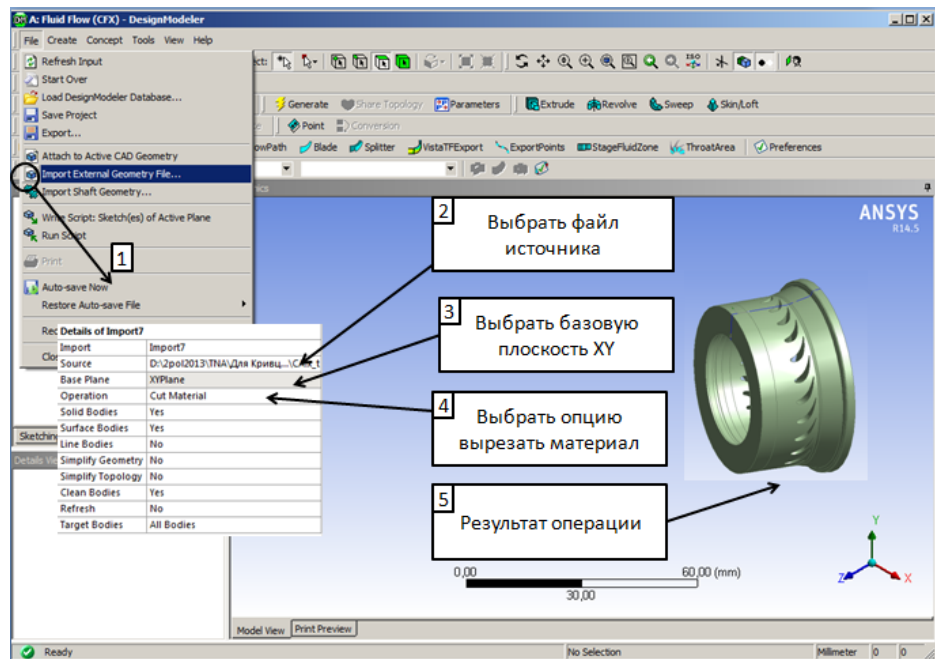 A: Fluid Flow (CFX) - DesignModeler
File Create Concept Tools View Help
Refresh Input
Start Over
Load DesignModeler Database...
Save Project
Export...
Attach to Active CAD Geometry
Import External Geometry File...
Import Shaft Geometry...
Write Script: Sketch(es) of Active Plane
Run Script
Print
Auto-save Now
Restore Auto-save File
1
Generate Share Topology Parameters Extrude Revolve Sweep Skin/Loft
Point Conversion
Blade Splitter VistaTFExport ExportPoints StageFluidZone ThroatArea Preferences
ANSYS
R14.5
2
Выбрать файл
источника
3
Выбрать базовую
плоскость XY
4
Выбрать опцию
вырезать материал
5
Результат операции
Details of Import7
Import Import7
Source D:\2pol2013\TNA\Для Кривц...\
Base Plane XYPlane
Operation Cut Material
Solid Bodies Yes
Surface Bodies Yes
Line Bodies No
Simplify Geometry No
Simplify Topology No
Clean Bodies Yes
Refresh No
Target Bodies All Bodies
Sketching
0,00 60,00 (mm)
30,00
Y
Z X
Model View Print Preview
Ready No Selection Millimeter 0 0